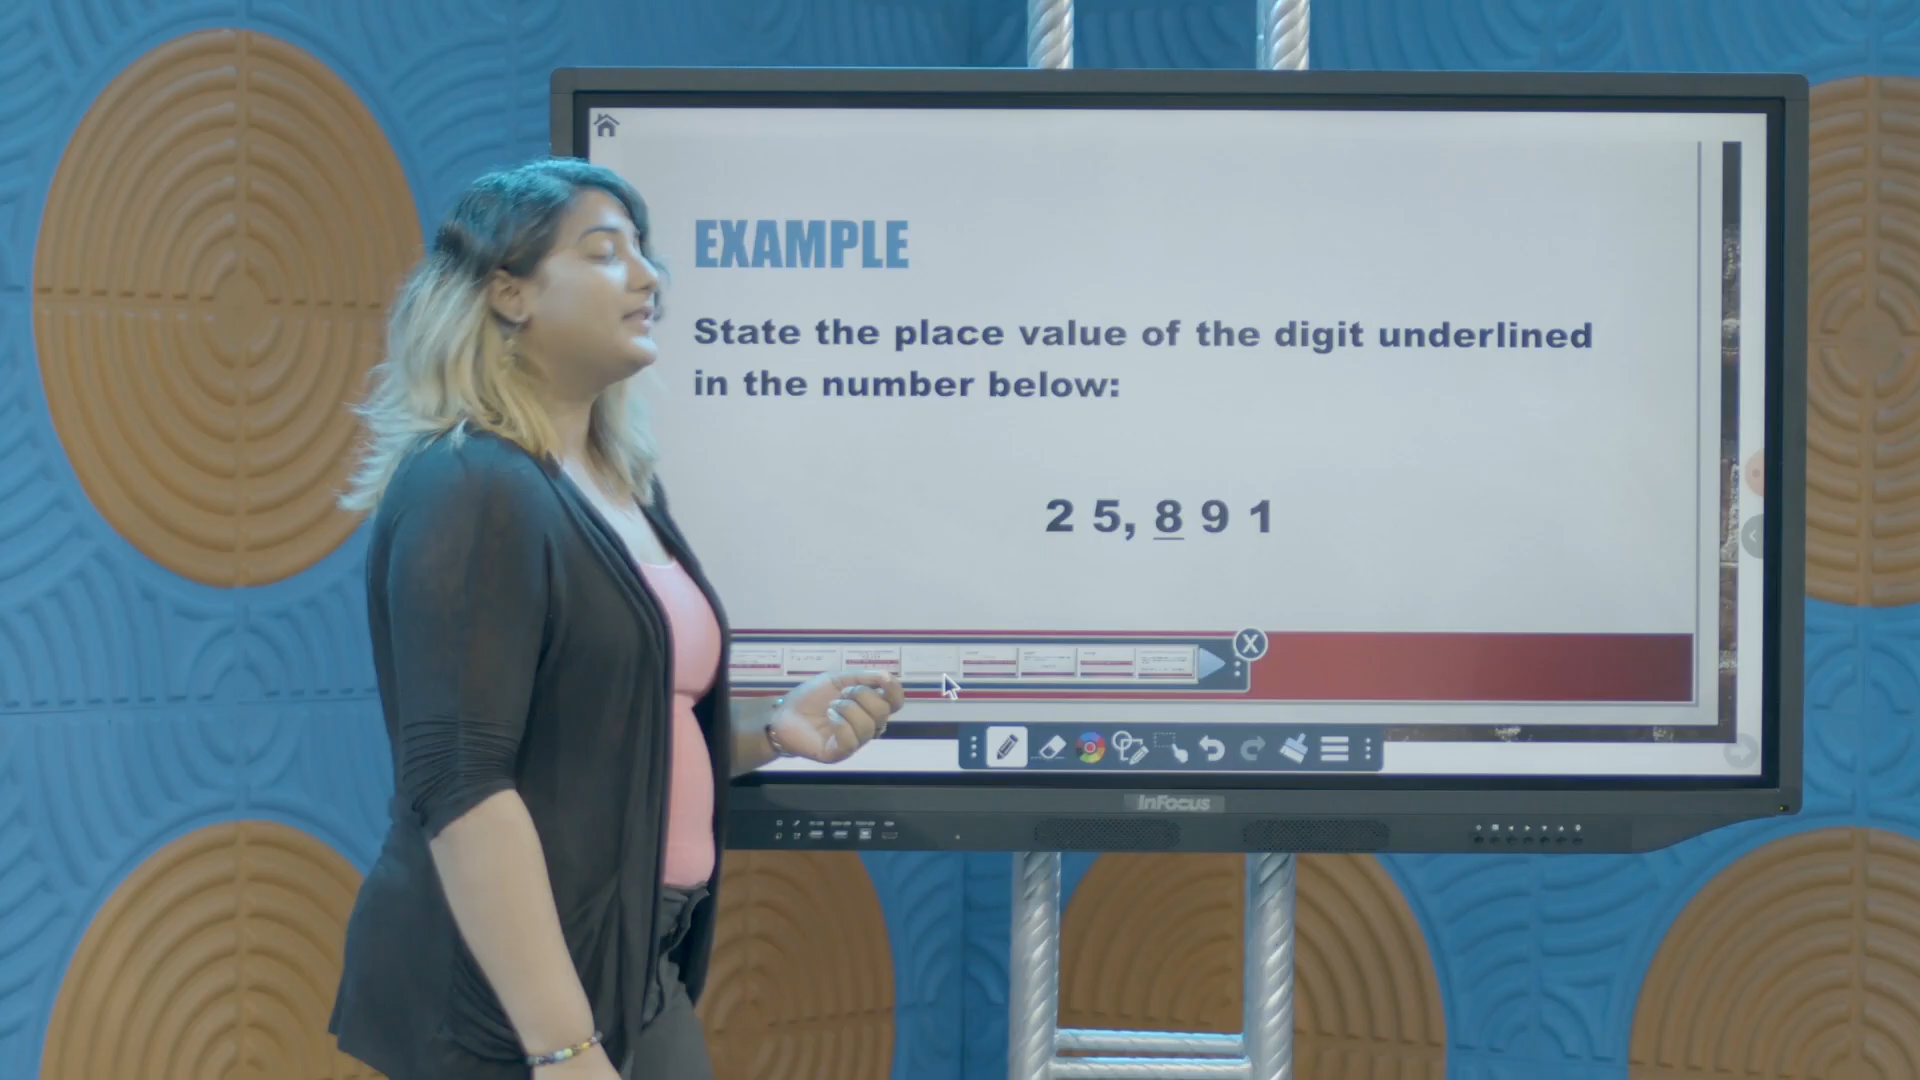 EXAMPLE
State the place value of the digit underlined
in the number below:
2 5, 8 9 1
X
InFocus